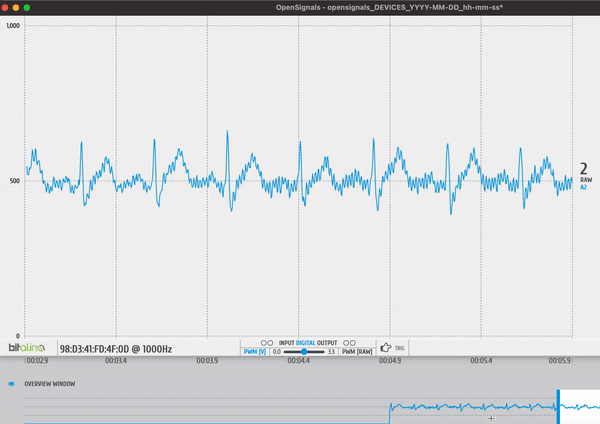 OpenSignals - opensignals_DEVICES_YYYY-MM-DD_hh-mm-ss*
1,000
500
0
2
RAW
A2
bitalino
98:D3:41:FD:4F:0D @ 1000Hz
INPUT DIGITAL OUTPUT
PWM [V] 0.0 3.3 PWM [RAW]
TRIG
00:02.9 00:03.4 00:03.9 00:04.4 00:04.9 00:05.4 00:05.9
OVERVIEW WINDOW